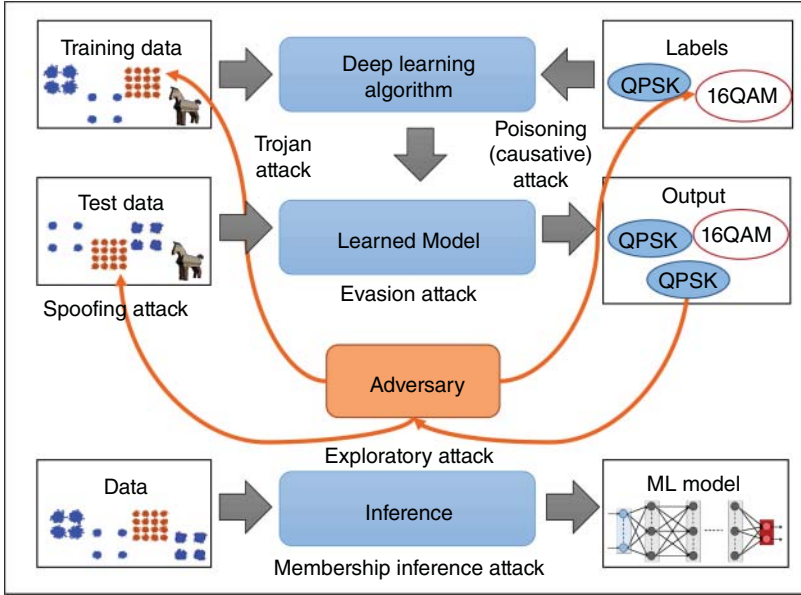 Training data
Deep learning
algorithm
Labels
QPSK
16QAM
Trojan
attack
Poisoning
(causative)
attack
Test data
Learned Model
Output
QPSK
16QAM
QPSK
Spoofing attack
Evasion attack
Adversary
Exploratory attack
Data
Inference
ML model
Membership inference attack